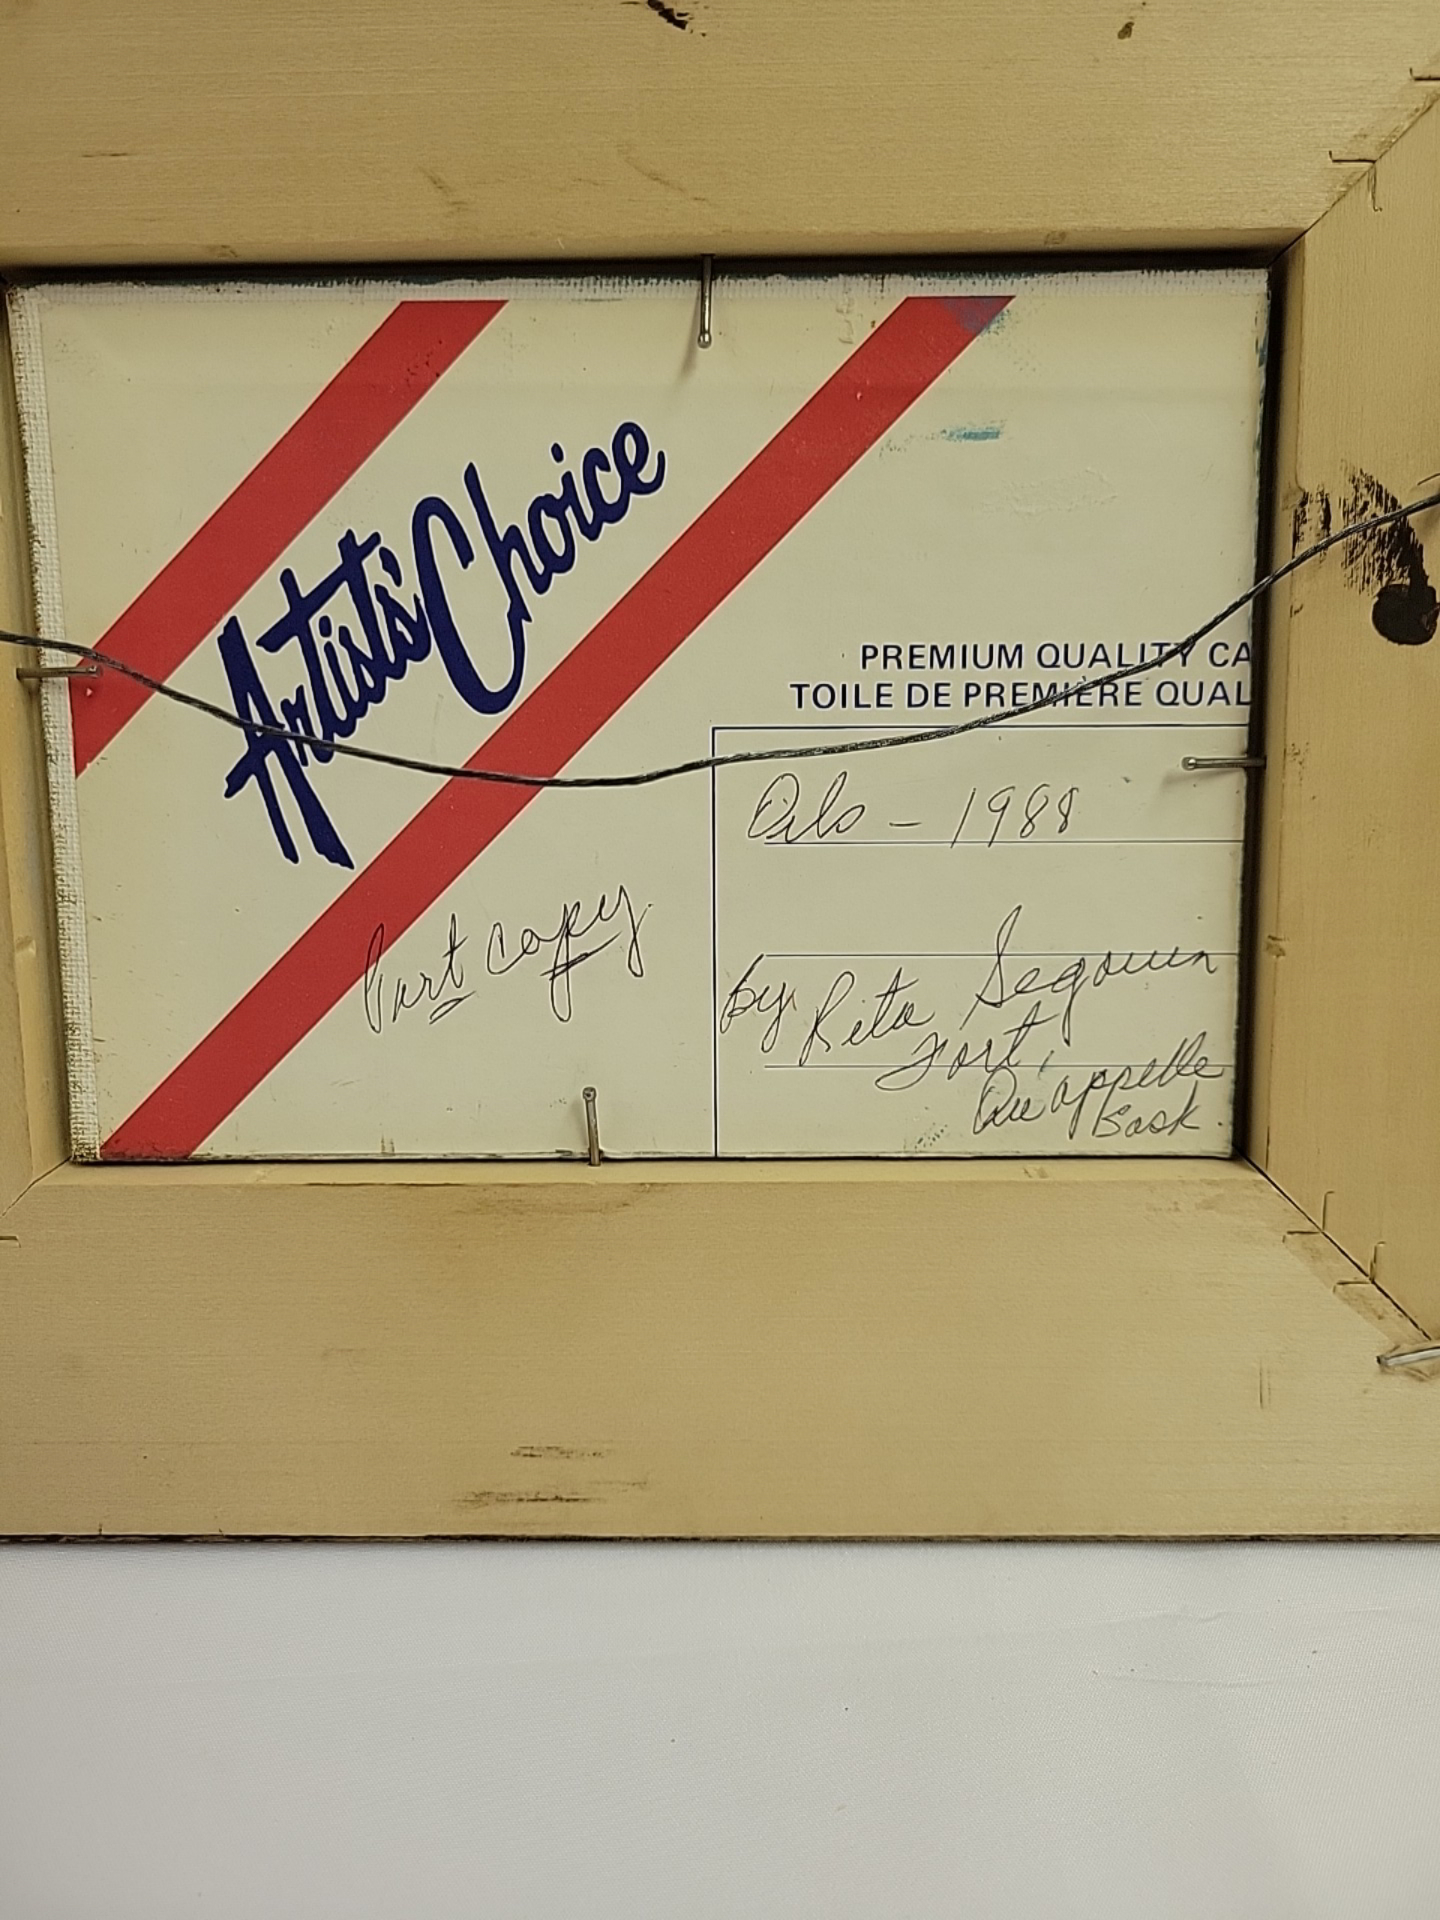 Artist's Choice
PREMIUM QUALITY CA
TOILE DE PREMIÈRE QUAL
Oils - 1988
Part copy.
by Rita Segouin
Fort,
Qu'appelle
Sask.